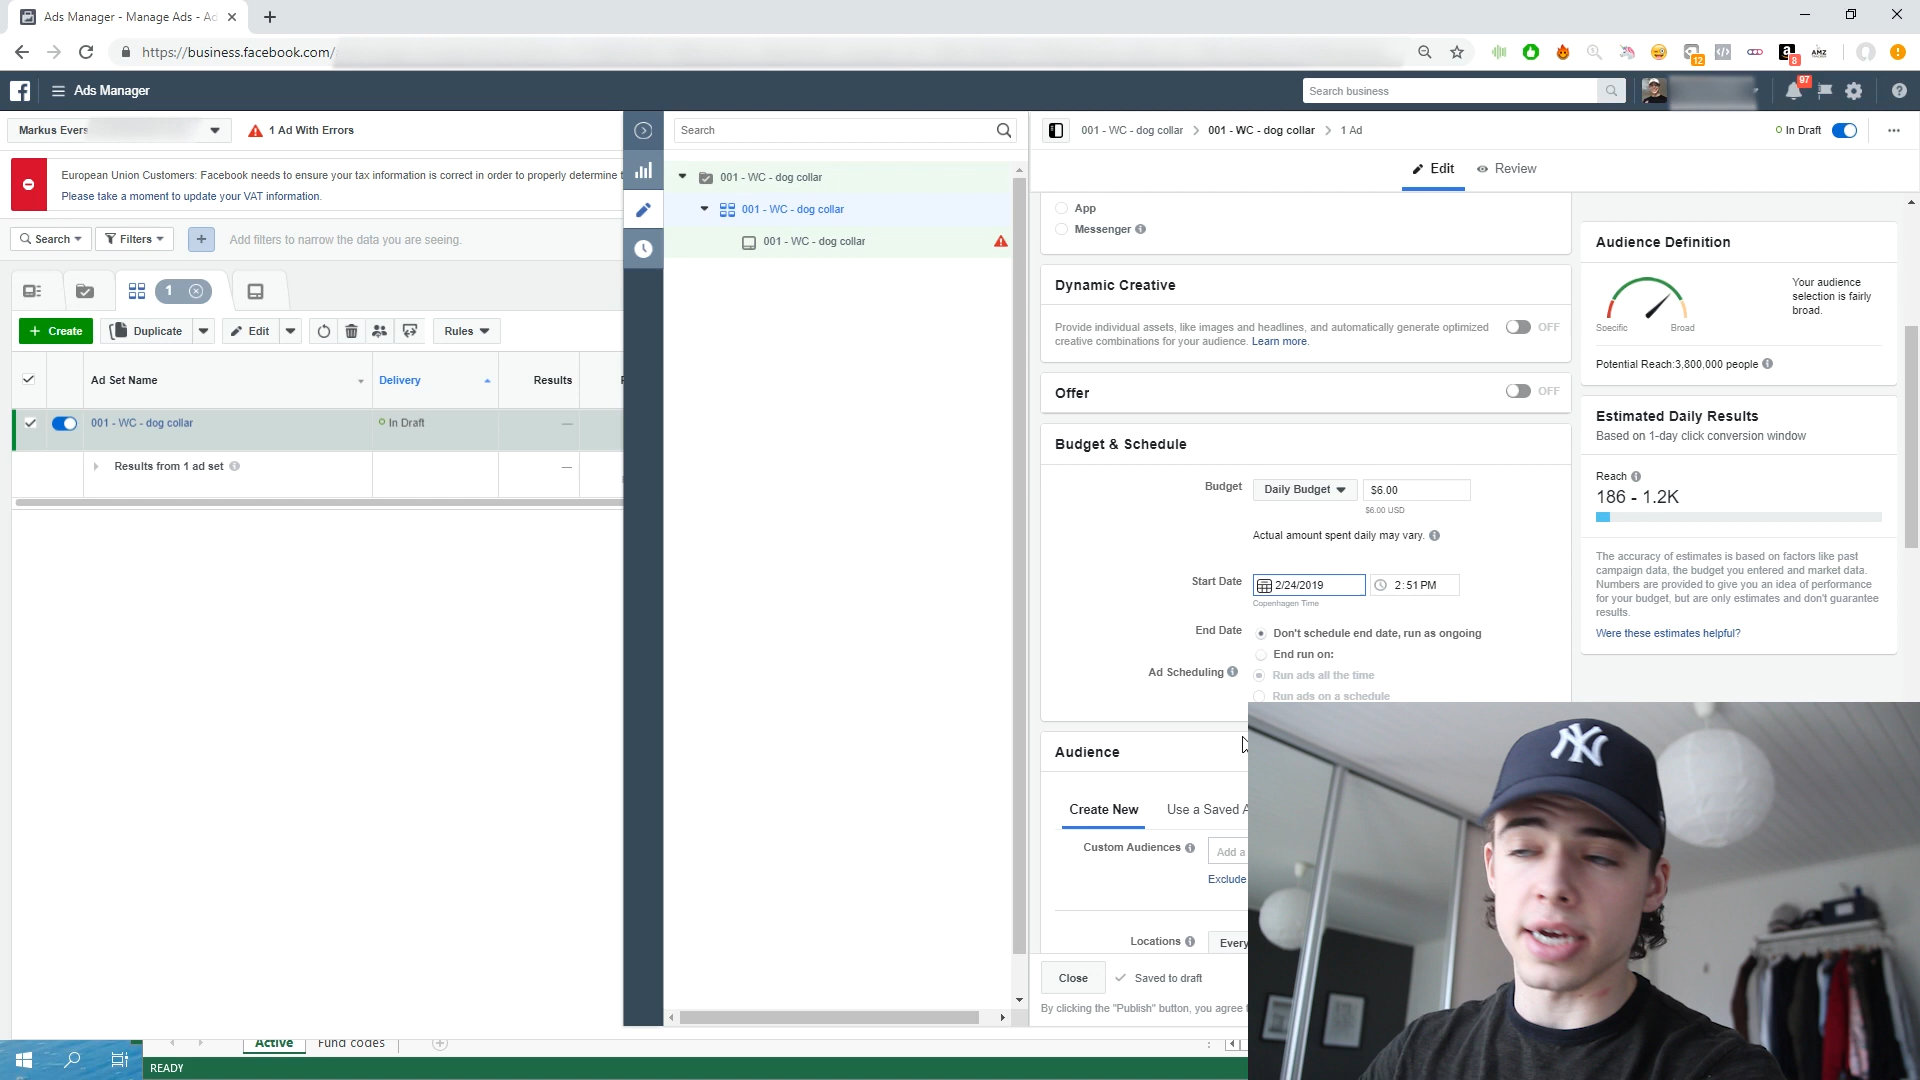 Ads Manager - Manage Ads - Ad
https://business.facebook.com/
12
8
AMZ
Ads Manager
Search business
97
Markus Evers
1 Ad With Errors
European Union Customers: Facebook needs to ensure your tax information is correct in order to properly determine t
Please take a moment to update your VAT information.
Search
Filters
Add filters to narrow the data you are seeing.
1
Create
Duplicate
Edit
Rules
Ad Set Name
Delivery
Results
001 - WC - dog collar
In Draft
—
Results from 1 ad set
—
Search
001 - WC - dog collar
001 - WC - dog collar
001 - WC - dog collar
001 - WC - dog collar > 001 - WC - dog collar > 1 Ad
In Draft
Edit
Review
App
Messenger
Dynamic Creative
Provide individual assets, like images and headlines, and automatically generate optimized
creative combinations for your audience. Learn more.
OFF
Offer
OFF
Budget & Schedule
Budget
Daily Budget
$6.00
$6.00 USD
Actual amount spent daily may vary.
Start Date
2/24/2019
2:51 PM
Copenhagen Time
End Date
Don't schedule end date, run as ongoing
End run on:
Ad Scheduling
Run ads all the time
Run ads on a schedule
Audience
Create New
Use a Saved A
Custom Audiences
Add a
Exclude
Locations
Every
Close
Saved to draft
By clicking the "Publish" button, you agree t
Audience Definition
Your audience
selection is fairly
broad.
Specific
Broad
Potential Reach:3,800,000 people
Estimated Daily Results
Based on 1-day click conversion window
Reach
186 - 1.2K
The accuracy of estimates is based on factors like past
campaign data, the budget you entered and market data.
Numbers are provided to give you an idea of performance
for your budget, but are only estimates and don't guarantee
results.
Were these estimates helpful?
Active
Fund codes
READY
NY